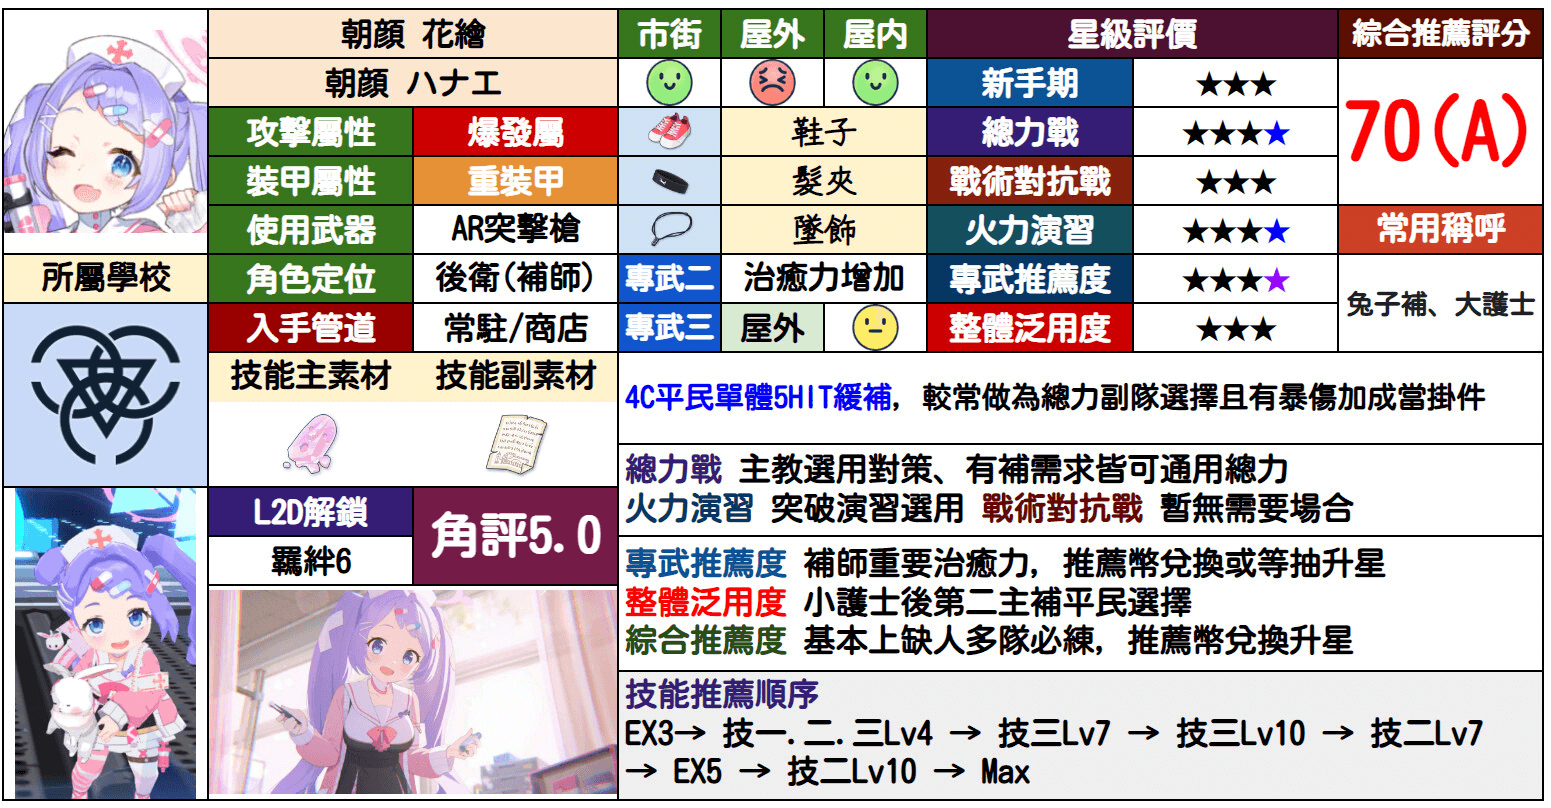 朝顔 花繪
市街
屋外
屋内
星級評價
綜合推薦評分
朝顔 ハナエ
新手期
★★★
70(A)
攻擊屬性
爆發屬
鞋子
總力戰
★★★★
裝甲屬性
重裝甲
髮夾
戰術對抗戰
★★★
使用武器
AR突擊槍
墜飾
火力演習
★★★★
常用稱呼
所屬學校
角色定位
後衛(補師)
專武二
治癒力增加
專武推薦度
★★★★
兔子補、大護士
入手管道
常駐/商店
專武三
屋外
整體泛用度
★★★
技能主素材
技能副素材
4C平民單體5HIT緩補, 較常做為總力副隊選擇且有暴傷加成當掛件
總力戰 主教選用對策、有補需求皆可通用總力
火力演習 突破演習選用 戰術對抗戰 暫無需要場合
L2D解鎖
角評5.0
羈絆6
專武推薦度 補師重要治癒力, 推薦幣兌換或等抽升星
整體泛用度 小護士後第二主補平民選擇
綜合推薦度 基本上缺人多隊必練, 推薦幣兌換升星
技能推薦順序
EX3→ 技一.二.三Lv4 → 技三Lv7 → 技三Lv10 → 技二Lv7
→ EX5 → 技二Lv10 → Max